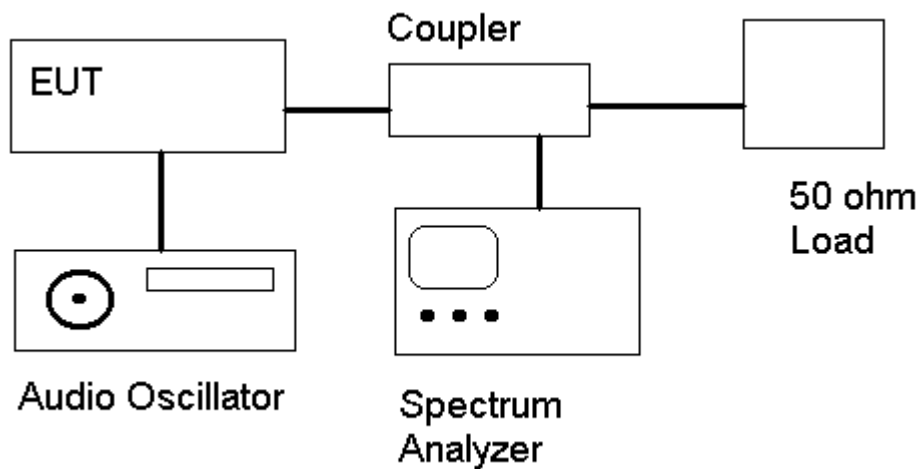 Coupler
EUT
50 ohm
Load
Audio Oscillator
Spectrum
Analyzer